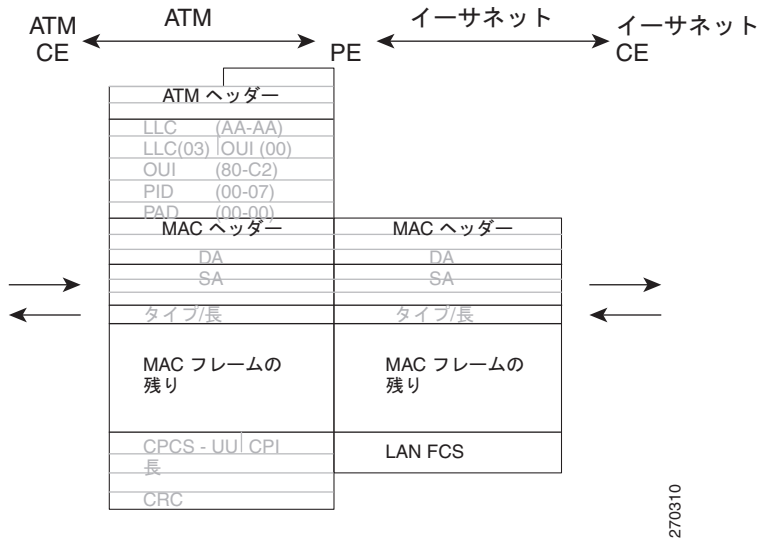 ATM CE
ATM
PE
イーサネット
イーサネット CE
ATM ヘッダー
LLC (AA-AA)
LLC(03) OUI (00)
OUI (80-C2)
PID (00-07)
PAD (00-00)
MAC ヘッダー MAC ヘッダー
DA DA
SA SA
タイプ/長 タイプ/長
MAC フレームの MAC フレームの
残り 残り
CPCS - UU CPI LAN FCS
長
CRC
270310